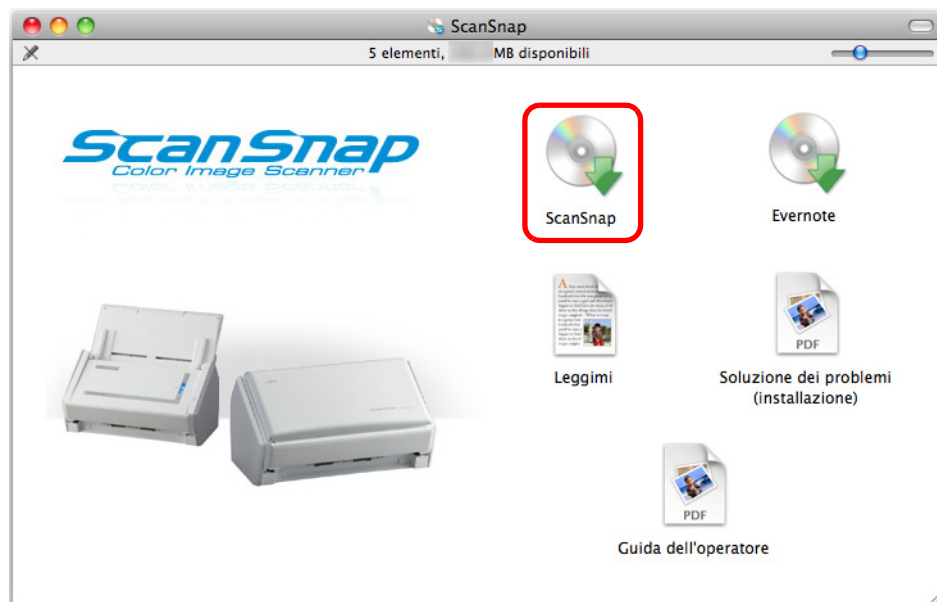 ScanSnap
5 elementi, MB disponibili
ScanSnap
Color Image Scanner
ScanSnap
Evernote
Leggimi
PDF
Soluzione dei problemi
(installazione)
PDF
Guida dell'operatore